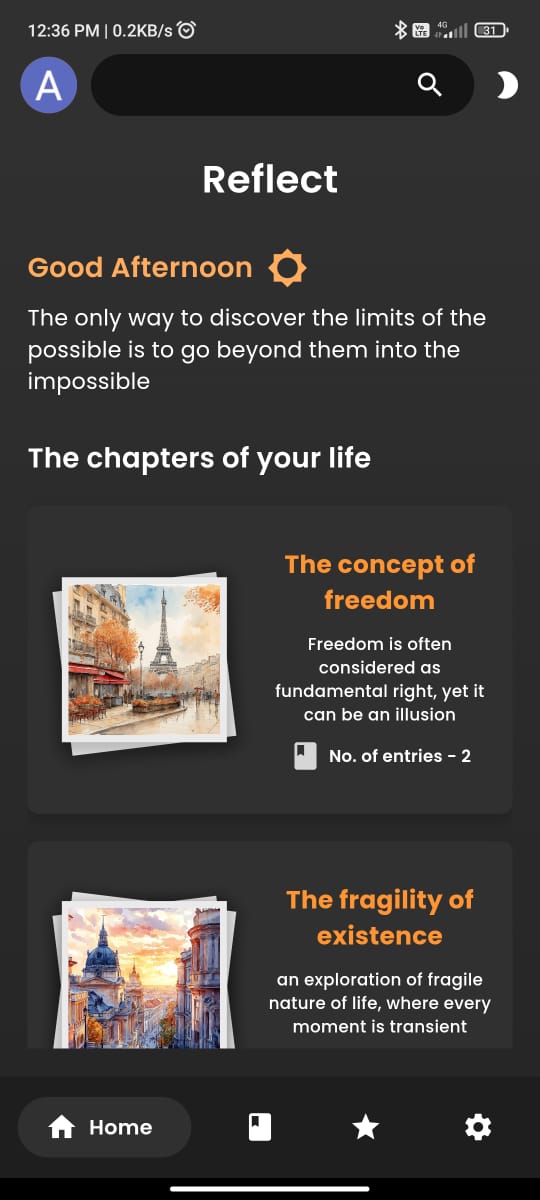 12:36 PM | 0.2KB/s
Vo LTE 4G 31
A
Reflect
Good Afternoon
The only way to discover the limits of the
possible is to go beyond them into the
impossible
The chapters of your life
The concept of
freedom
Freedom is often
considered as
fundamental right, yet it
can be an illusion
No. of entries - 2
The fragility of
existence
an exploration of fragile
nature of life, where every
moment is transient
Home